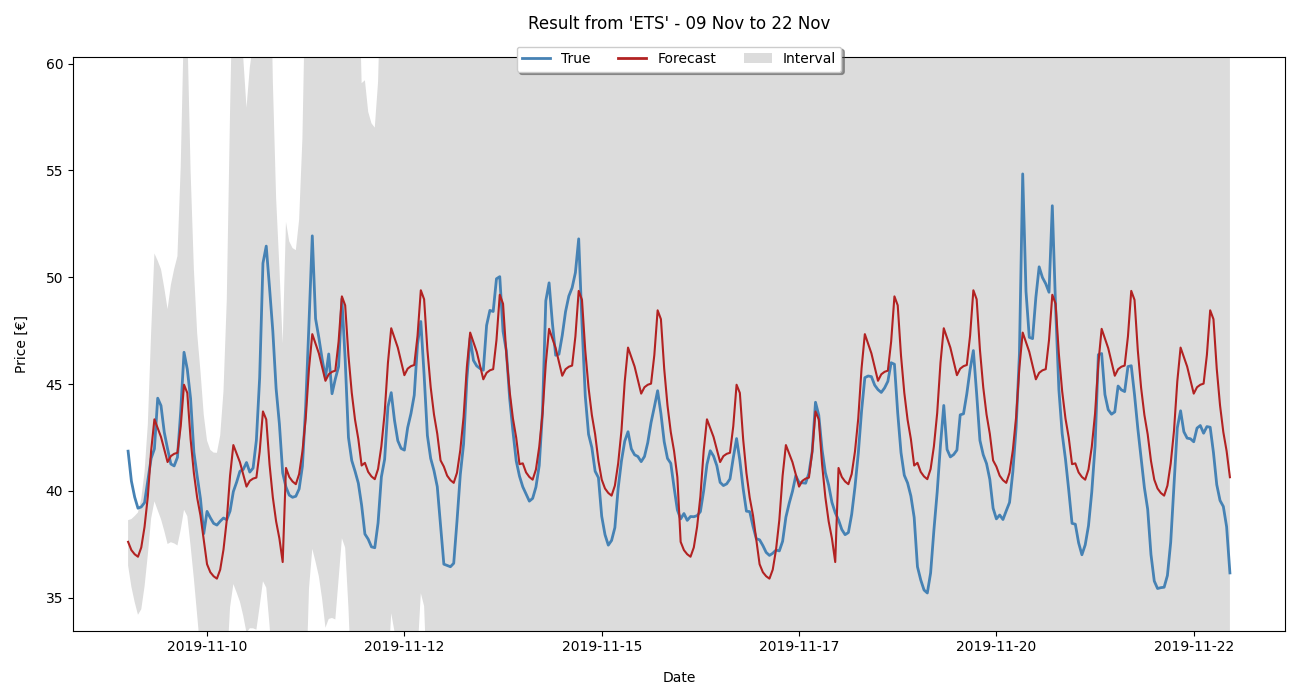 Result from 'ETS' - 09 Nov to 22 Nov
True Forecast Interval
60
55
50
45
40
35
Price [€]
2019-11-10 2019-11-12 2019-11-15 2019-11-17 2019-11-20 2019-11-22
Date